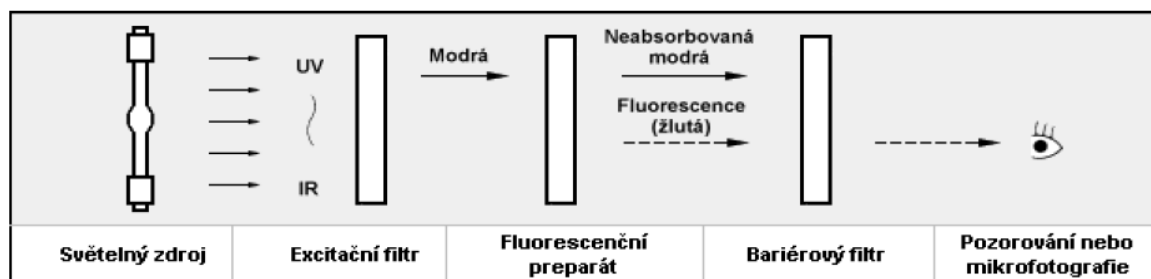 UV
IR
Modrá
Neabsorbovaná
modrá
Fluorescence
(žlutá)
Světelný zdroj
Excitační filtr
Fluorescenční
preparát
Bariérový filtr
Pozorování nebo
mikrofotografie